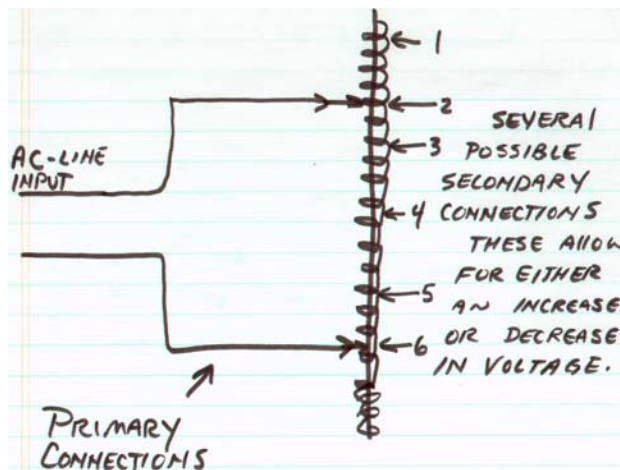 1
2
SEVERAL
3 POSSIBLE
AC-LINE
INPUT
SECONDARY
4 CONNECTIONS
THESE ALLOW
FOR EITHER
5 AN INCREASE
6 OR DECREASE
IN VOLTAGE.
PRIMARY
CONNECTIONS